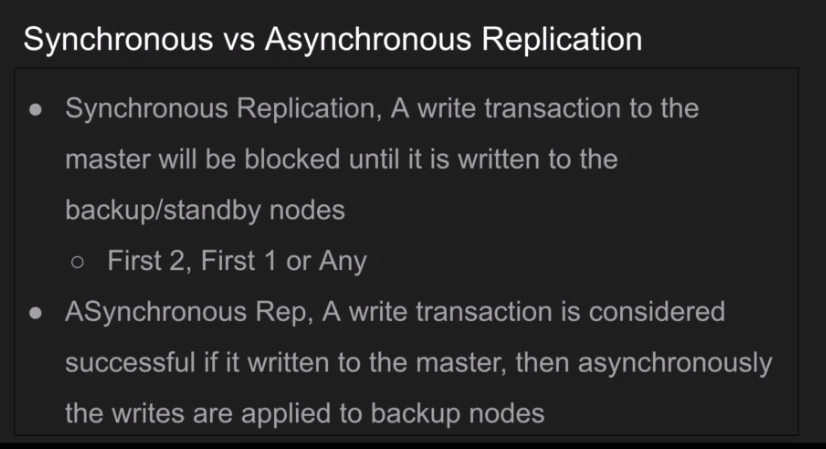 Synchronous vs Asynchronous Replication
● Synchronous Replication, A write transaction to the
master will be blocked until it is written to the
backup/standby nodes
○ First 2, First 1 or Any
● ASynchronous Rep, A write transaction is considered
successful if it written to the master, then asynchronously
the writes are applied to backup nodes